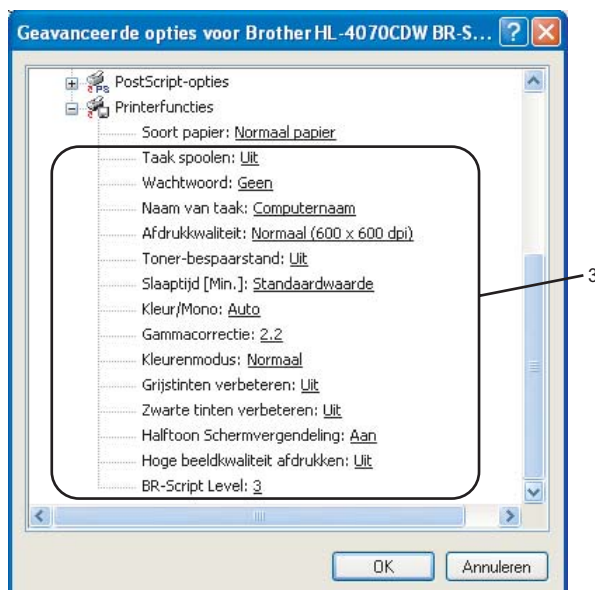 Geavanceerde opties voor Brother HL-4070CDW BR-S...
PostScript-opties
Printerfuncties
Soort papier: Normaal papier
Taak spoolen: Uit
Wachtwoord: Geen
Naam van taak: Computernaam
Afdrukkwaliteit: Normaal (600 x 600 dpi)
Toner-bespaarstand: Uit
Slaaptijd [Min.]: Standaardwaarde
Kleur/Mono: Auto
Gammacorrectie: 2.2
Kleurenmodus: Normaal
Grijstinten verbeteren: Uit
Zwarte tinten verbeteren: Uit
Halftoon Schermvergendeling: Aan
Hoge beeldkwaliteit afdrukken: Uit
BR-Script Level: 3
3
OK Annuleren